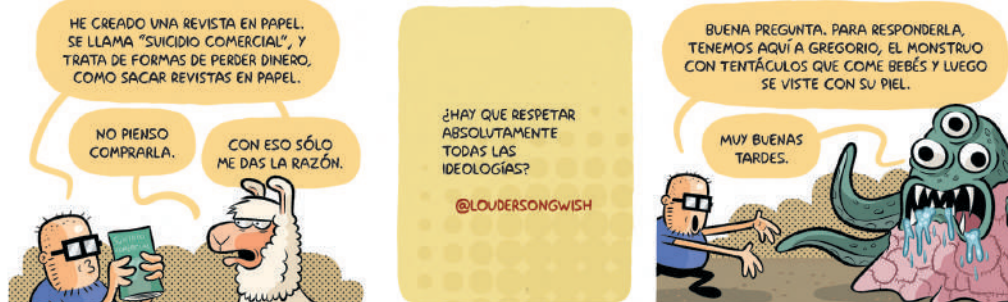 HE CREADO UNA REVISTA EN PAPEL.
SE LLAMA “SUICIDIO COMERCIAL”, Y
TRATA DE FORMAS DE PERDER DINERO,
COMO SACAR REVISTAS EN PAPEL.
NO PIENSO
COMPRARLA.
CON ESO SÓLO
ME DAS LA RAZÓN.
SUICIDIO
COMERCIAL
¿HAY QUE RESPETAR
ABSOLUTAMENTE
TODAS LAS
IDEOLOGÍAS?
@LOUDERSONGWISH
BUENA PREGUNTA. PARA RESPONDERLA,
TENEMOS AQUÍ A GREGORIO, EL MONSTRUO
CON TENTÁCULOS QUE COME BEBÉS Y LUEGO
SE VISTE CON SU PIEL.
MUY BUENAS
TARDES.